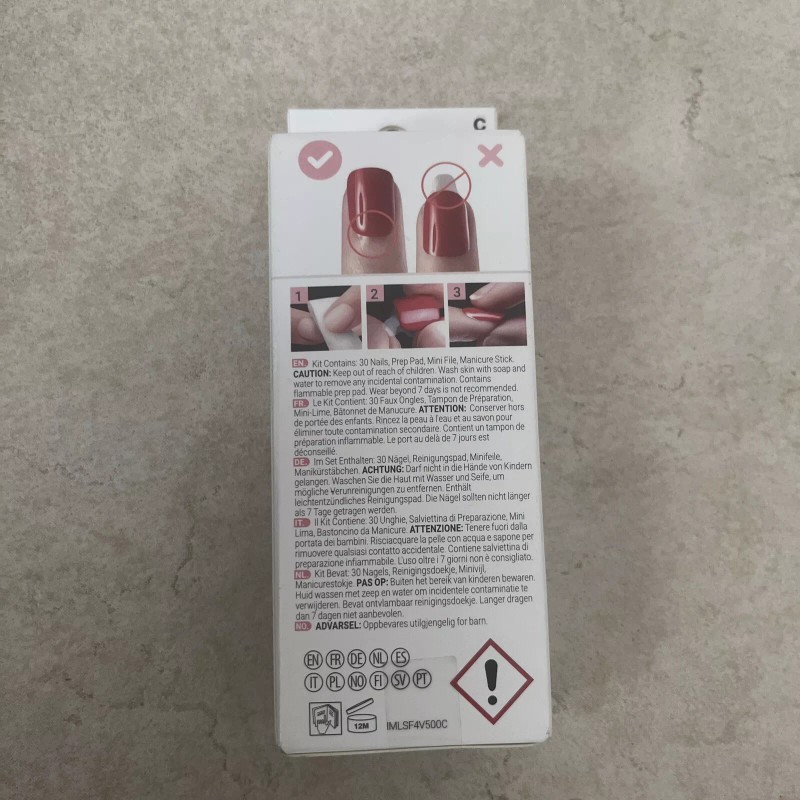 C
1 2 3
EN. Kit Contains: 30 Nails, Prep Pad, Mini File, Manicure Stick.
CAUTION: Keep out of reach of children. Wash skin with soap and
water to remove any incidental contamination. Contains
flammable prep pad. Wear beyond 7 days is not recommended.
FR. Le Kit Contient: 30 Faux Ongles, Tampon de Préparation,
Mini-Lime, Bâtonnet de Manucure. ATTENTION: Conserver hors
de portée des enfants. Rincez la peau à l'eau et au savon pour
éliminer toute contamination secondaire. Contient un tampon de
préparation inflammable. Le port au delà de 7 jours est
déconseillé.
DE. Im Set Enthalten: 30 Nägel, Reinigungspad, Minifeile,
Manikürstäbchen. ACHTUNG: Darf nicht in die Hände von Kindern
gelangen. Waschen Sie die Haut mit Wasser und Seife, um
mögliche Verunreinigungen zu entfernen. Enthält
leichtentzündliches Reinigungspad. Die Nägel sollten nicht länger
als 7 Tage getragen werden.
IT. Il Kit Contiene: 30 Unghie, Salviettina di Preparazione, Mini
Lima, Bastoncino da Manicure. ATTENZIONE: Tenere fuori dalla
portata dei bambini. Risciacquare la pelle con acqua e sapone per
rimuovere qualsiasi contatto accidentale. Contiene salviettina di
preparazione infiammabile. L'uso oltre i 7 giorni non è consigliato.
NL. Kit Bevat: 30 Nagels, Reinigingsdoekje, Minivijl,
Manicurestokje. PAS OP: Buiten het bereik van kinderen bewaren.
Huid wassen met zeep en water om incidentele contaminatie te
verwijderen. Bevat ontvlambaar reinigingsdoekje. Langer dragen
dan 7 dagen niet aanbevolen.
NO. ADVARSEL: Oppbevares utilgjengelig for barn.
EN FR DE NL ES
IT PL NO FI SV PT
12M IMLSF4V500C